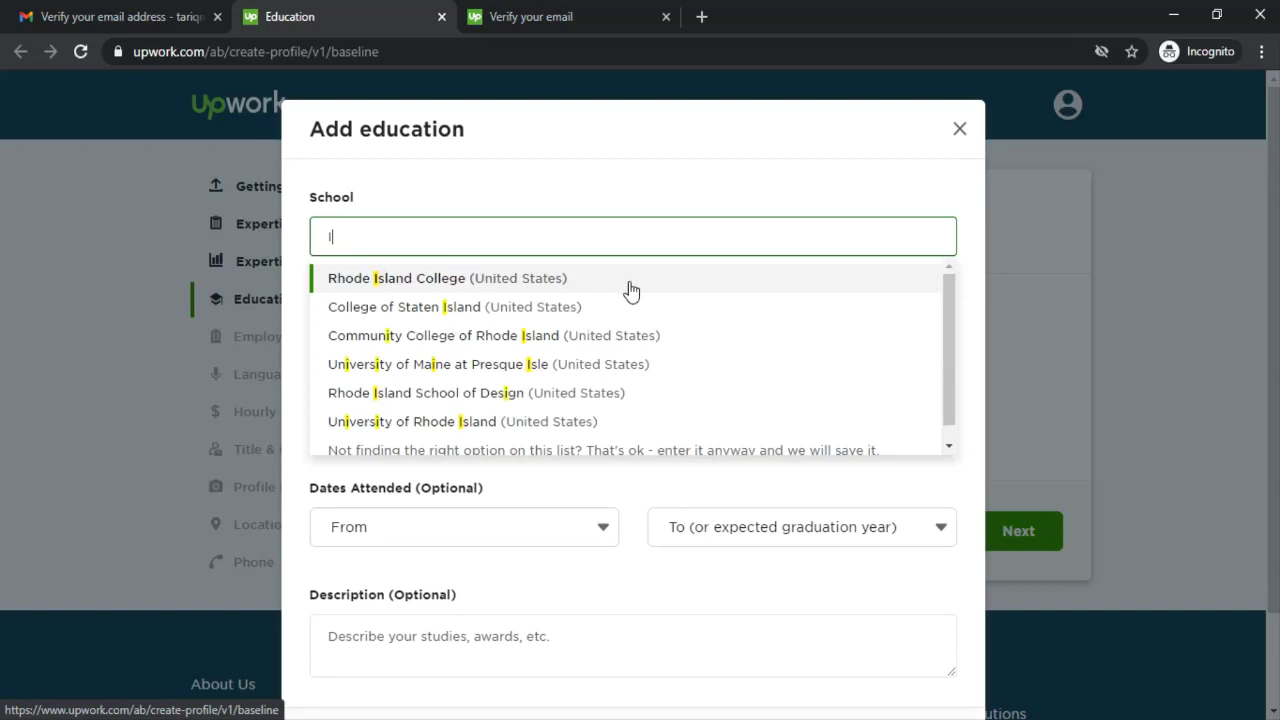 Verify your email address - tariqm
Education
Verify your email
upwork.com/ab/create-profile/v1/baseline
Incognito
Upwork
Add education
Getting
Experti
Experti
Educati
Employ
Langua
Hourly
Title &
Profile
Locatio
Phone
School
I
Rhode Island College (United States)
College of Staten Island (United States)
Community College of Rhode Island (United States)
University of Maine at Presque Isle (United States)
Rhode Island School of Design (United States)
University of Rhode Island (United States)
Not finding the right option on this list? That's ok - enter it anyway and we will save it.
Dates Attended (Optional)
From
To (or expected graduation year)
Next
Description (Optional)
Describe your studies, awards, etc.
About Us
https://www.upwork.com/ab/create-profile/v1/baseline
utions